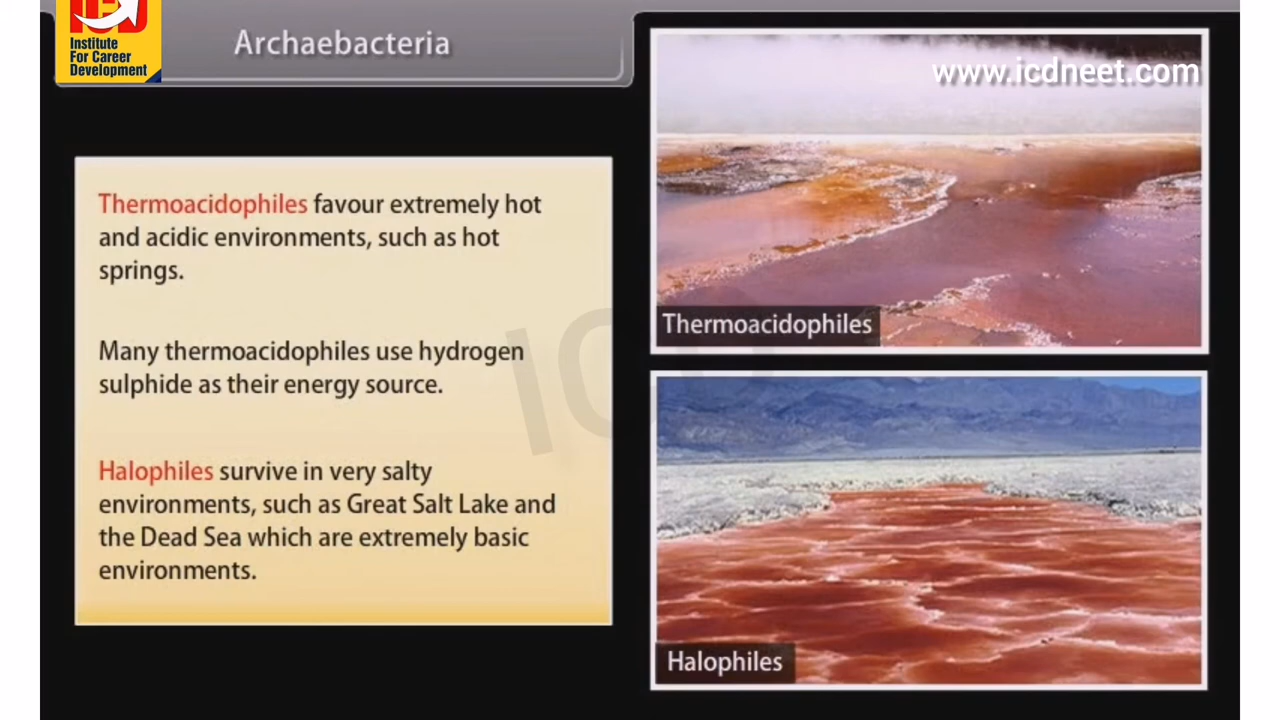 Institute
For Career
Development
Archaebacteria
www.icdneet.com
Thermoacidophiles favour extremely hot
and acidic environments, such as hot
springs.
Many thermoacidophiles use hydrogen
sulphide as their energy source.
Halophiles survive in very salty
environments, such as Great Salt Lake and
the Dead Sea which are extremely basic
environments.
Thermoacidophiles
Halophiles